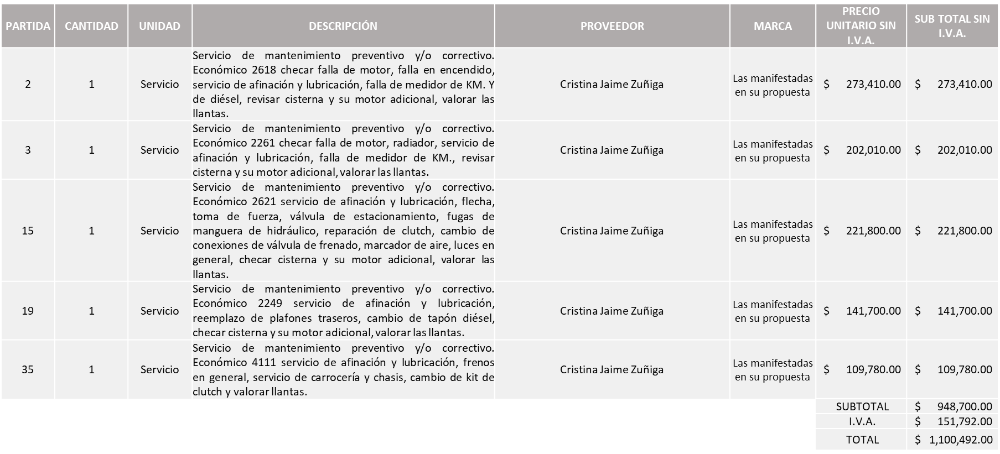 PARTIDA CANTIDAD UNIDAD DESCRIPCIÓN PROVEEDOR MARCA PRECIO UNITARIO SIN I.V.A. SUB TOTAL SIN I.V.A.
2 1 Servicio
Servicio de mantenimiento preventivo y/o correctivo.
Económico 2618 checar falla de motor, falla en encendido,
servicio de afinación y lubricación, falla de medidor de KM. Y
de diésel, revisar cisterna y su motor adicional, valorar las
llantas.
Cristina Jaime Zuñiga
Las manifestadas
en su propuesta
$ 273,410.00 $ 273,410.00
3 1 Servicio
Servicio de mantenimiento preventivo y/o correctivo.
Económico 2261 checar falla de motor, radiador, servicio de
afinación y lubricación, falla de medidor de KM., revisar
cisterna y su motor adicional, valorar las llantas.
Cristina Jaime Zuñiga
Las manifestadas
en su propuesta
$ 202,010.00 $ 202,010.00
15 1 Servicio
Servicio de mantenimiento preventivo y/o correctivo.
Económico 2621 servicio de afinación y lubricación, flecha,
toma de fuerza, válvula de estacionamiento, fugas de
manguera de hidráulico, reparación de clutch, cambio de
conexiones de válvula de frenado, marcador de aire, luces en
general, checar cisterna y su motor adicional, valorar las
llantas.
Cristina Jaime Zuñiga
Las manifestadas
en su propuesta
$ 221,800.00 $ 221,800.00
19 1 Servicio
Servicio de mantenimiento preventivo y/o correctivo.
Económico 2249 servicio de afinación y lubricación,
reemplazo de plafones traseros, cambio de tapón diésel,
checar cisterna y su motor adicional, valorar las llantas.
Cristina Jaime Zuñiga
Las manifestadas
en su propuesta
$ 141,700.00 $ 141,700.00
35 1 Servicio
Servicio de mantenimiento preventivo y/o correctivo.
Económico 4111 servicio de afinación y lubricación, frenos
en general, servicio de carrocería y chasis, cambio de kit de
clutch y valorar llantas.
Cristina Jaime Zuñiga
Las manifestadas
en su propuesta
$ 109,780.00 $ 109,780.00
SUBTOTAL $ 948,700.00
I.V.A. $ 151,792.00
TOTAL $ 1,100,492.00